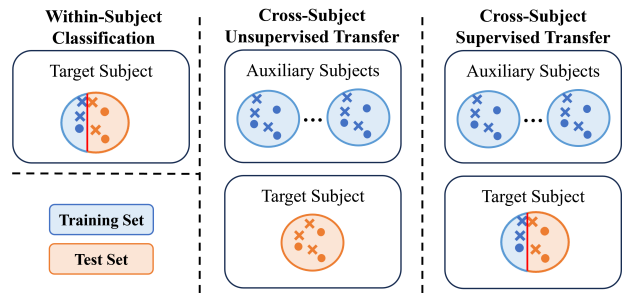 Within-Subject
Classification
Target Subject
Training Set
Test Set
Cross-Subject
Unsupervised Transfer
Auxiliary Subjects
...
Target Subject
Cross-Subject
Supervised Transfer
Auxiliary Subjects
...
Target Subject